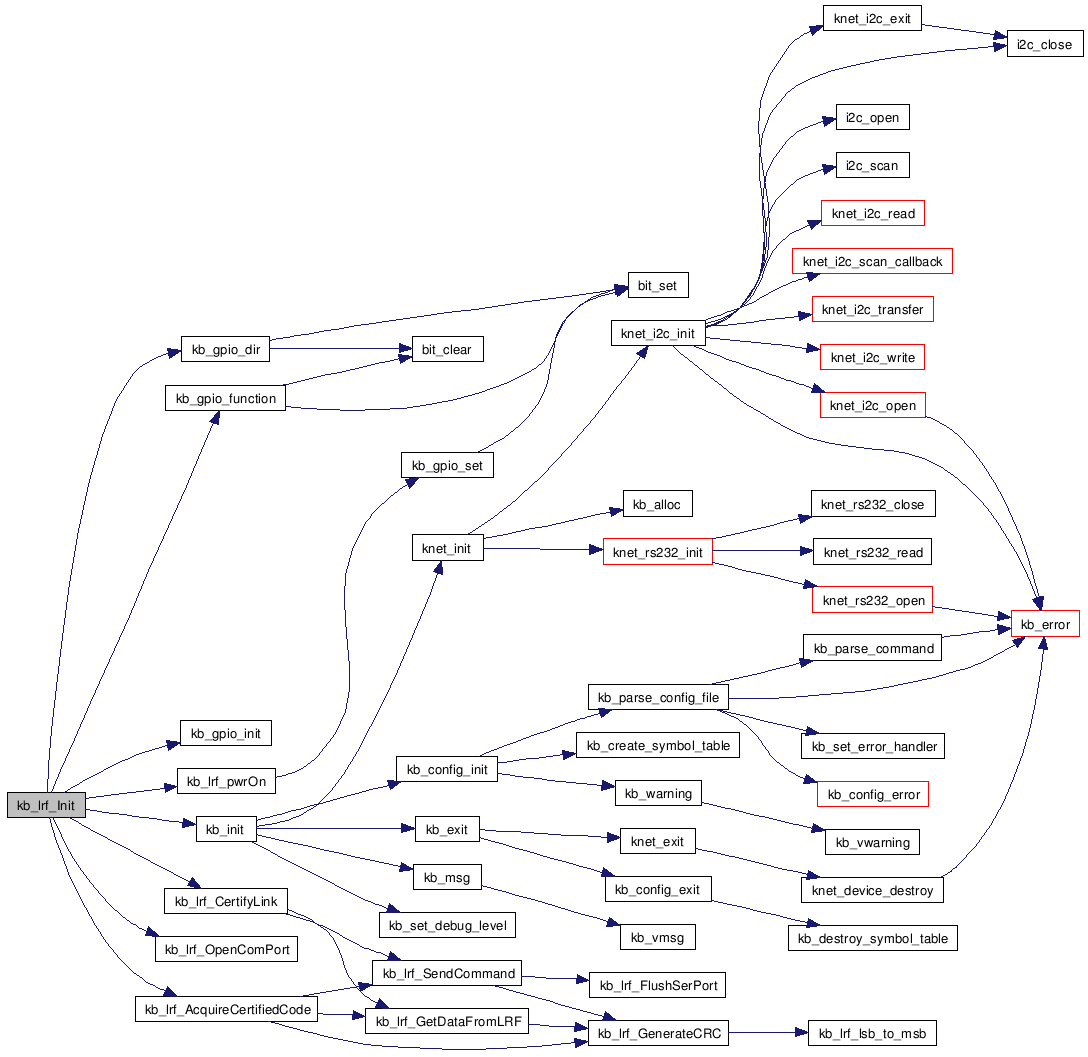 knet_i2c_exit
i2c_close
i2c_open
i2c_scan
knet_i2c_read
knet_i2c_scan_callback
bit_set
knet_i2c_transfer
knet_i2c_init
kb_gpio_dir
bit_clear
knet_i2c_write
kb_gpio_function
knet_i2c_open
kb_gpio_set
kb_alloc
knet_rs232_close
knet_init
knet_rs232_init
knet_rs232_read
knet_rs232_open
kb_error
kb_parse_command
kb_parse_config_file
kb_gpio_init
kb_create_symbol_table
kb_set_error_handler
kb_config_init
kb_lrf_pwrOn
kb_warning
kb_config_error
kb_lrf_Init
kb_init
kb_exit
knet_exit
kb_vwarning
kb_msg
kb_config_exit
knet_device_destroy
kb_lrf_CertifyLink
kb_set_debug_level
kb_vmsg
kb_destroy_symbol_table
kb_lrf_OpenComPort
kb_lrf_SendCommand
kb_lrf_FlushSerPort
kb_lrf_AcquireCertifiedCode
kb_lrf_GetDataFromLRF
kb_lrf_GenerateCRC
kb_lrf_lsb_to_msb